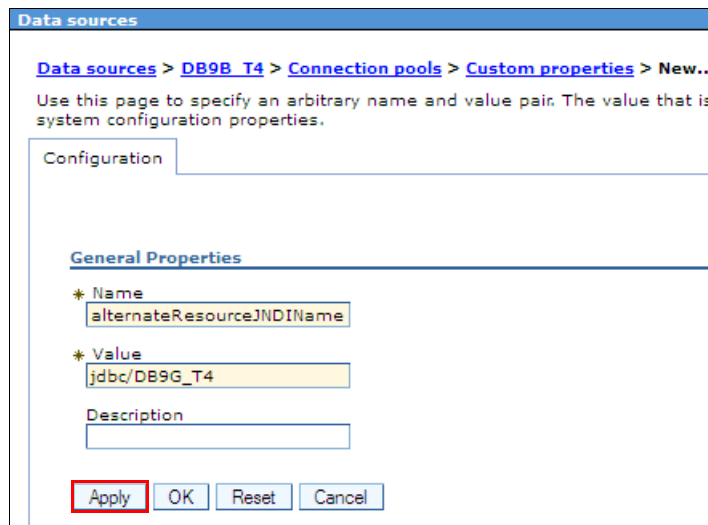 Data sources
Data sources > DB9B_T4 > Connection pools > Custom properties > New..
Use this page to specify an arbitrary name and value pair. The value that is
system configuration properties.
Configuration
General Properties
* Name
alternateResourceJNDIName
* Value
jdbc/DB9G_T4
Description
Apply OK Reset Cancel